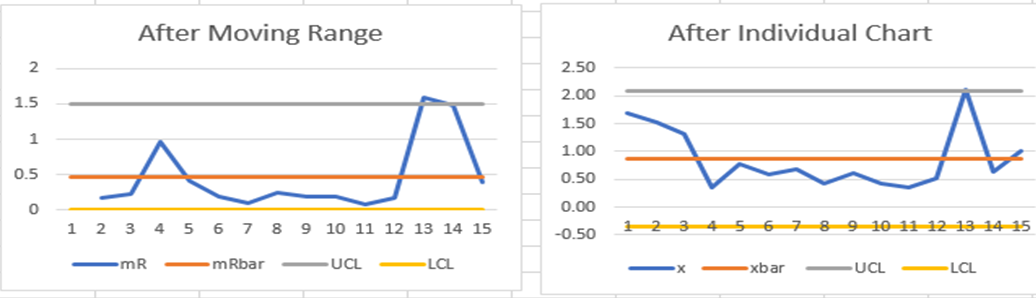 After Moving Range
2
1.5
1
0.5
0
1 2 3 4 5 6 7 8 9 10 11 12 13 14 15
mR mRbar UCL LCL
After Individual Chart
2.50
2.00
1.50
1.00
0.50
0.00
-0.50
1 2 3 4 5 6 7 8 9 10 11 12 13 14 15
x xbar UCL LCL